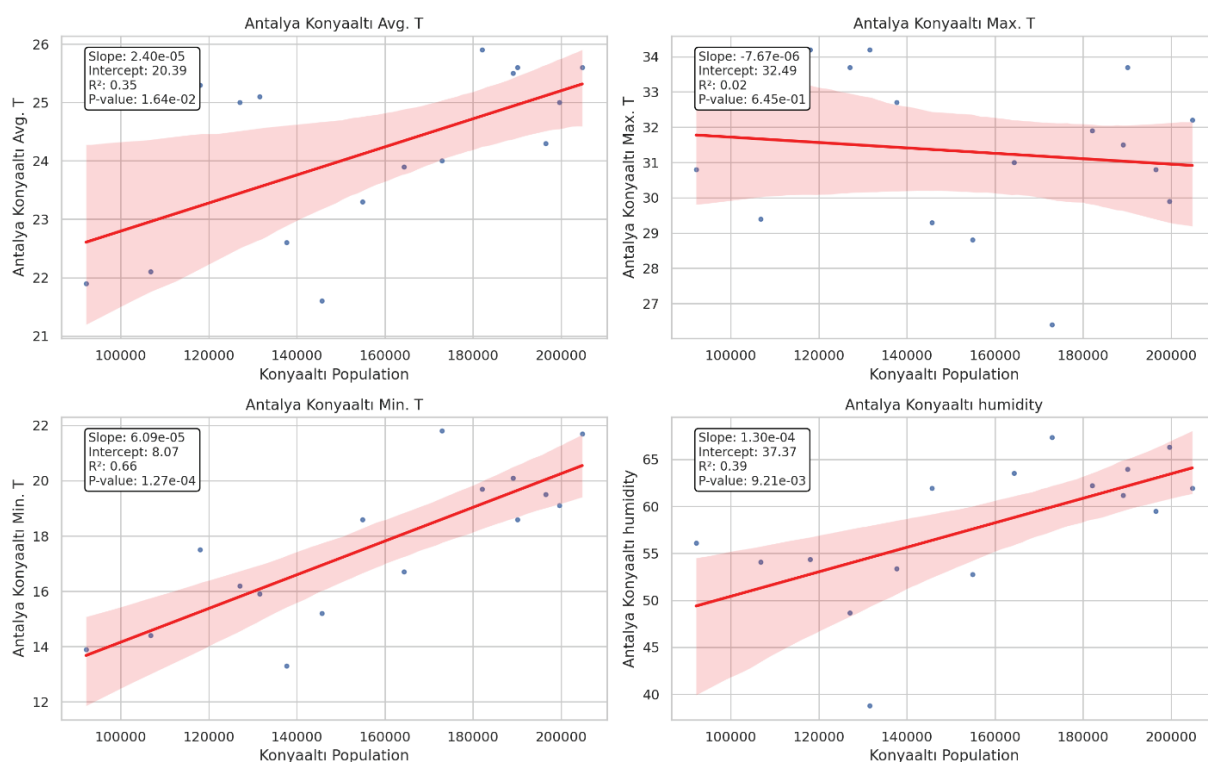 Antalya Konyaaltı Avg. T
Slope: 2.40e-05
Intercept: 20.39
R²: 0.35
P-value: 1.64e-02
Antalya Konyaaltı Avg. T
26
25
24
23
22
21
100000 120000 140000 160000 180000 200000
Konyaaltı Population
Antalya Konyaaltı Max. T
Slope: -7.67e-06
Intercept: 32.49
R²: 0.02
P-value: 6.45e-01
Antalya Konyaaltı Max. T
34
33
32
31
30
29
28
27
100000 120000 140000 160000 180000 200000
Konyaaltı Population
Antalya Konyaaltı Min. T
Slope: 6.09e-05
Intercept: 8.07
R²: 0.66
P-value: 1.27e-04
Antalya Konyaaltı Min. T
22
20
18
16
14
12
100000 120000 140000 160000 180000 200000
Konyaaltı Population
Antalya Konyaaltı humidity
Slope: 1.30e-04
Intercept: 37.37
R²: 0.39
P-value: 9.21e-03
Antalya Konyaaltı humidity
65
60
55
50
45
40
100000 120000 140000 160000 180000 200000
Konyaaltı Population